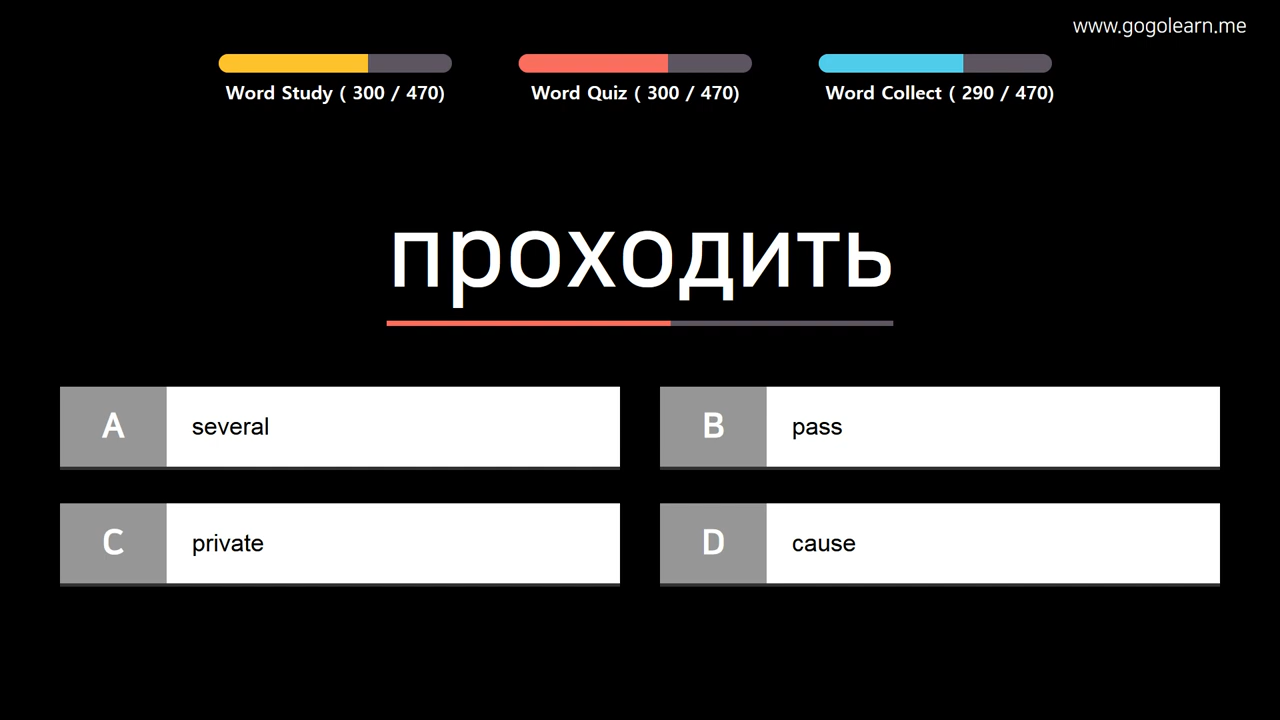 www.gogolearn.me
Word Study ( 300 / 470)
Word Quiz ( 300 / 470)
Word Collect ( 290 / 470)
проходить
A several
B pass
C private
D cause